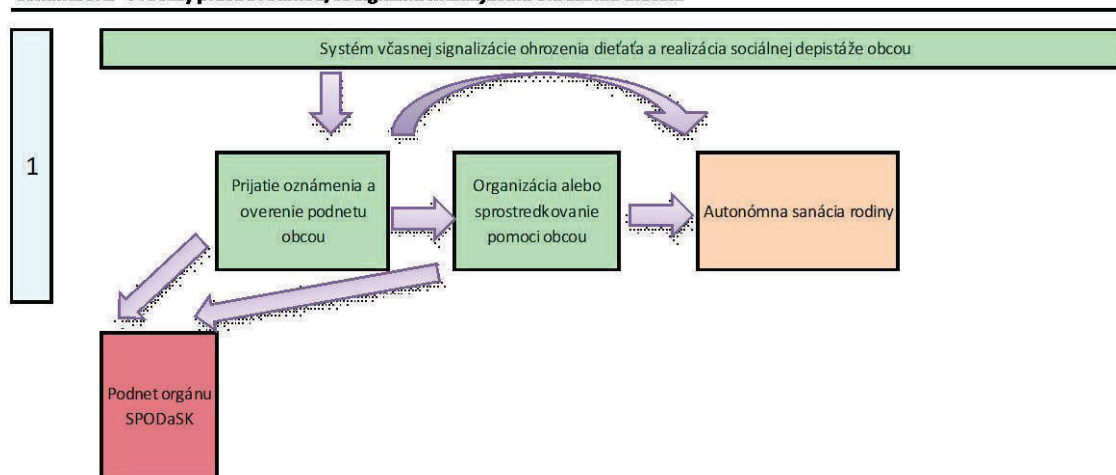 Systém včasnej signalizácie ohrozenia dieťaťa a realizácia sociálnej depistáže obcou
1
Prijatie oznámenia a
overenie podnetu
obcou
Organizácia alebo
sprostredkovanie
pomoci obcou
Autonómna sanácia rodiny
Podnet orgánu
SPODaSK